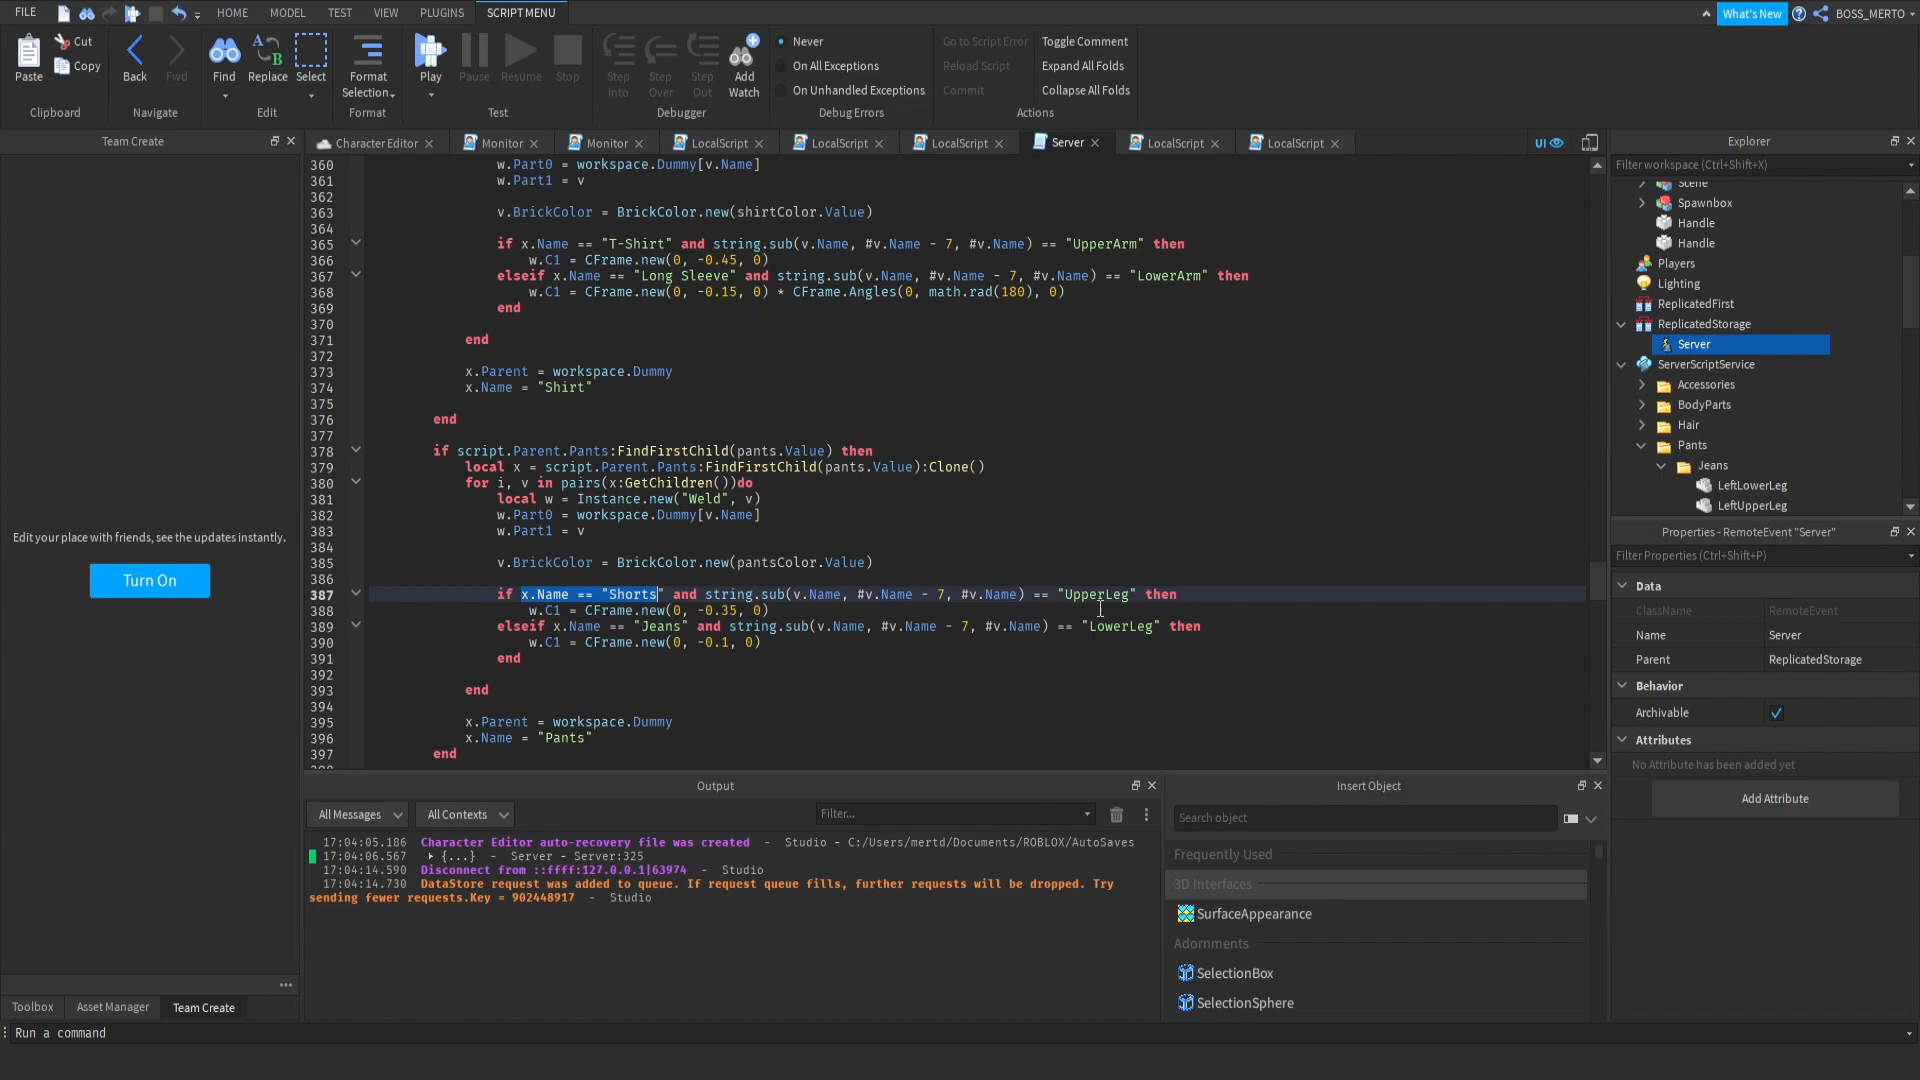 FILE HOME MODEL TEST VIEW PLUGINS SCRIPT MENU What's New BOSS_MERTO
Cut
Copy
Paste
Clipboard
Back Fwd
Navigate
Find Replace Select
Edit
Format Selection
Format
Play Pause Resume Stop
Test
Step Into Step Over Step Out Add Watch
Debugger
Never
On All Exceptions
On Unhandled Exceptions
Debug Errors
Go to Script Error Toggle Comment
Reload Script Expand All Folds
Commit Collapse All Folds
Actions
Team Create
Edit your place with friends, see the updates instantly.
Turn On
Toolbox Asset Manager Team Create
Character Editor Monitor Monitor LocalScript LocalScript LocalScript Server LocalScript LocalScript UI
360 w.Part0 = workspace.Dummy[v.Name]
361 w.Part1 = v
362
363 v.BrickColor = BrickColor.new(shirtColor.Value)
364
365 if x.Name == "T-Shirt" and string.sub(v.Name, #v.Name - 7, #v.Name) == "UpperArm" then
366 w.C1 = CFrame.new(0, -0.45, 0)
367 elseif x.Name == "Long Sleeve" and string.sub(v.Name, #v.Name - 7, #v.Name) == "LowerArm" then
368 w.C1 = CFrame.new(0, -0.15, 0) * CFrame.Angles(0, math.rad(180), 0)
369 end
370
371 end
372
373 x.Parent = workspace.Dummy
374 x.Name = "Shirt"
375
376 end
377
378 if script.Parent.Pants:FindFirstChild(pants.Value) then
379 local x = script.Parent.Pants:FindFirstChild(pants.Value):Clone()
380 for i, v in pairs(x:GetChildren())do
381 local w = Instance.new("Weld", v)
382 w.Part0 = workspace.Dummy[v.Name]
383 w.Part1 = v
384
385 v.BrickColor = BrickColor.new(pantsColor.Value)
386
387 if x.Name == "Shorts" and string.sub(v.Name, #v.Name - 7, #v.Name) == "UpperLeg" then
388 w.C1 = CFrame.new(0, -0.35, 0)
389 elseif x.Name == "Jeans" and string.sub(v.Name, #v.Name - 7, #v.Name) == "LowerLeg" then
390 w.C1 = CFrame.new(0, -0.1, 0)
391 end
392
393 end
394
395 x.Parent = workspace.Dummy
396 x.Name = "Pants"
397 end
Output
All Messages All Contexts Filter...
17:04:05.186 Character Editor auto-recovery file was created - Studio - C:/Users/mertd/Documents/ROBLOX/AutoSaves
17:04:06.567 {...} - Server - Server:325
17:04:14.590 Disconnect from ::ffff:127.0.0.1|63974 - Studio
17:04:14.730 DataStore request was added to queue. If request queue fills, further requests will be dropped. Try
sending fewer requests.Key = 902448917 - Studio
Insert Object
Search object
Frequently Used
3D Interfaces
SurfaceAppearance
Adornments
SelectionBox
SelectionSphere
Explorer
Filter workspace (Ctrl+Shift+X)
Scene
Spawnbox
Handle
Handle
Players
Lighting
ReplicatedFirst
ReplicatedStorage
Server
ServerScriptService
Accessories
BodyParts
Hair
Pants
Jeans
LeftLowerLeg
LeftUpperLeg
Properties - RemoteEvent "Server"
Filter Properties (Ctrl+Shift+P)
Data
ClassName RemoteEvent
Name Server
Parent ReplicatedStorage
Behavior
Archivable
Attributes
No Attribute has been added yet
Add Attribute
Run a command